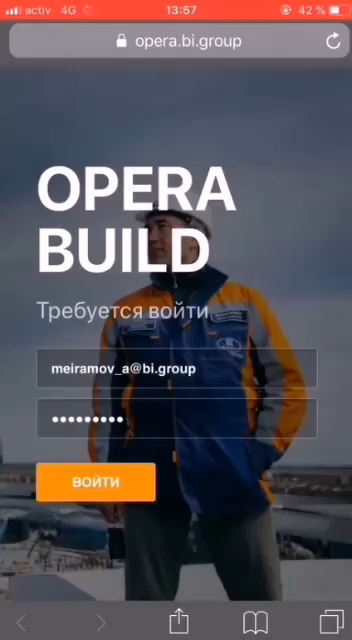 activ 4G 13:57 42 %
opera.bi.group
OPERA
BUILD
Требуется войти
meiramov_a@bi.group
•••••••••
ВОЙТИ